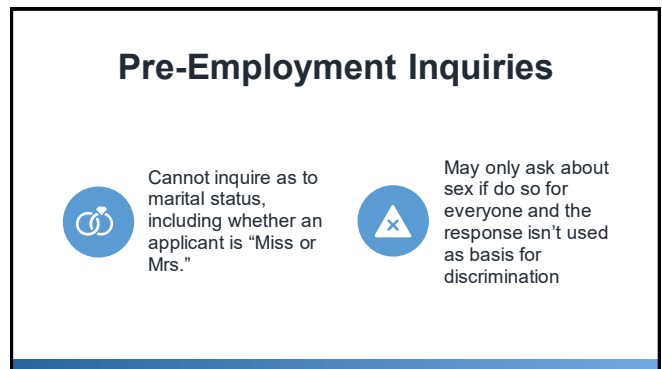 Pre-Employment Inquiries
Cannot inquire as to
marital status,
including whether an
applicant is “Miss or
Mrs.”
May only ask about
sex if do so for
everyone and the
response isn’t used
as basis for
discrimination